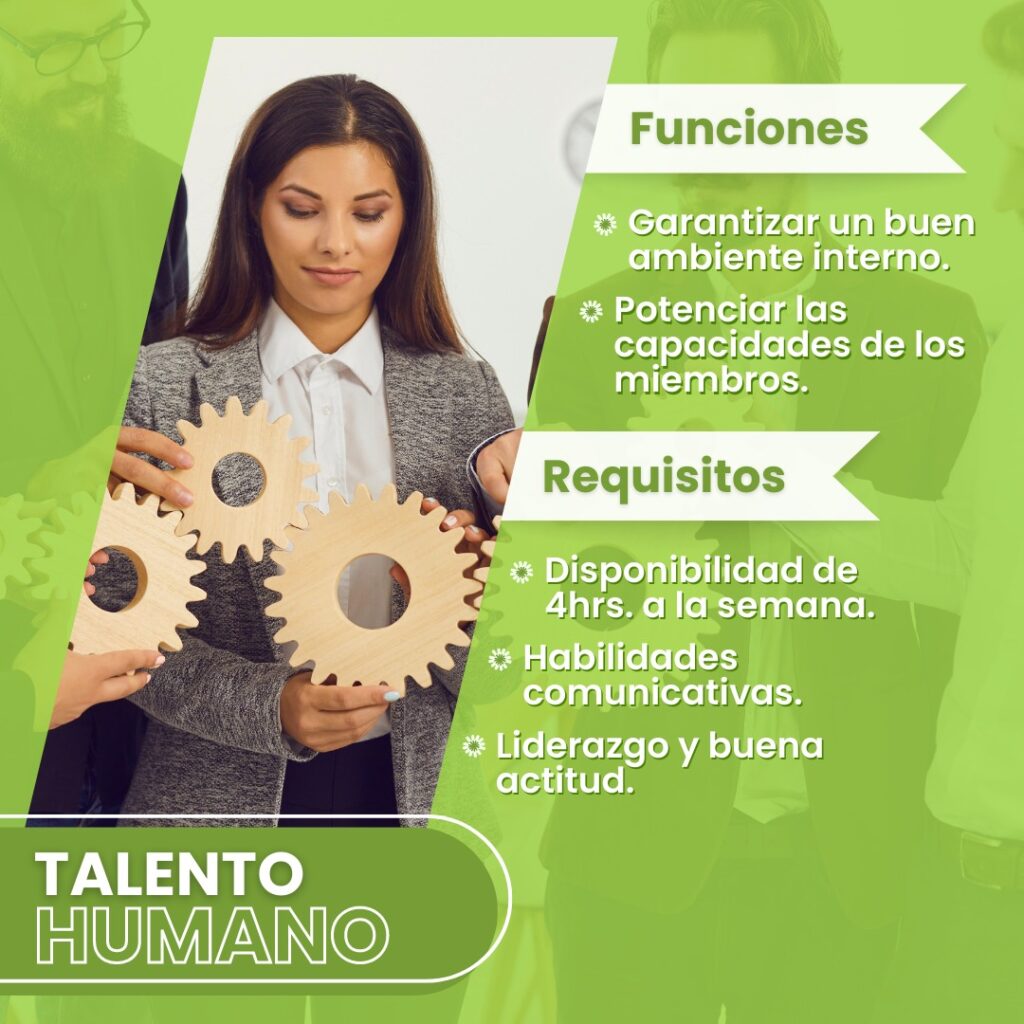 Funciones
Garantizar un buen
ambiente interno.
Potenciar las
capacidades de los
miembros.
Requisitos
Disponibilidad de
4hrs. a la semana.
Habilidades
comunicativas.
Liderazgo y buena
actitud.
TALENTO
HUMANO